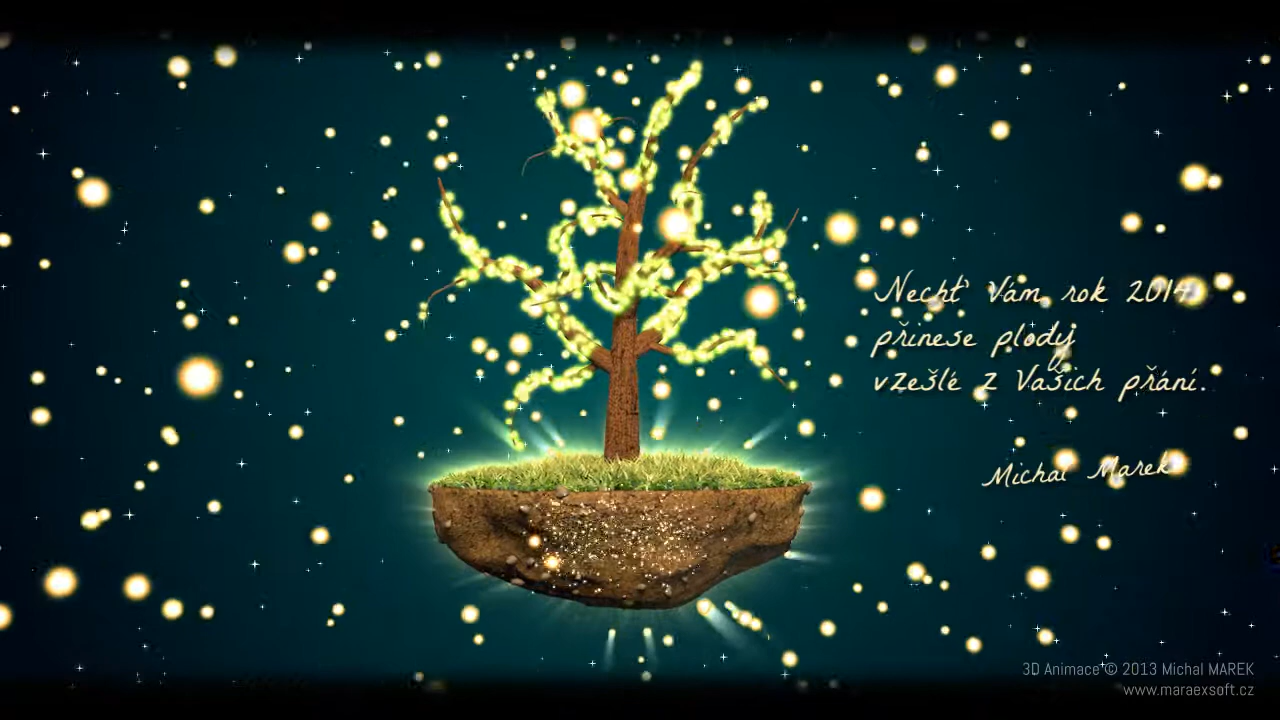 Nechť Vám rok 2014
přinese plody
vzešlé z Vašich přání.
Michal Marek
3D Animace © 2013 Michal MAREK
www.maraexsoft.cz